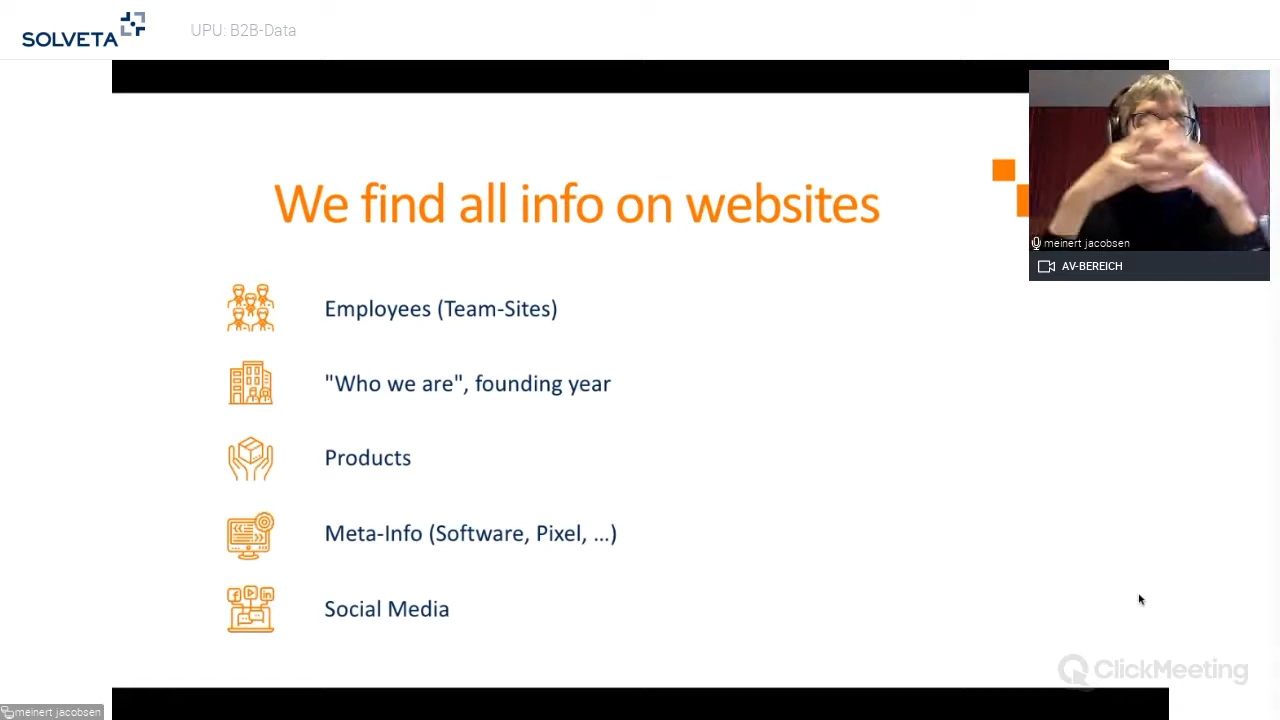 SOLVETA
UPU: B2B-Data
We find all info on websites
Employees (Team-Sites)
"Who we are", founding year
Products
Meta-Info (Software, Pixel, ...)
Social Media
meinert jacobsen
AV-BEREICH
ClickMeeting
meinert jacobsen